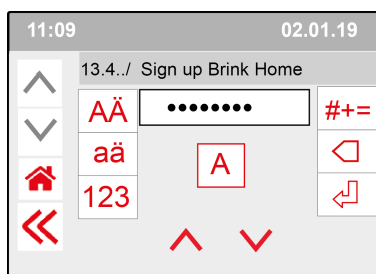 11:09 02.01.19
13.4../ Sign up Brink Home
AÄ •••••••• #+=
aä A
123